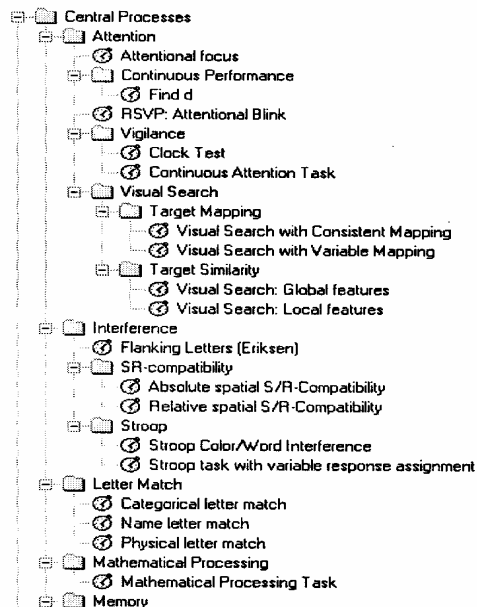 Central Processes
Attention
Attentional focus
Continuous Performance
Find d
RSVP: Attentional Blink
Vigilance
Clock Test
Continuous Attention Task
Visual Search
Target Mapping
Visual Search with Consistent Mapping
Visual Search with Variable Mapping
Target Similarity
Visual Search: Global features
Visual Search: Local features
Interference
Flanking Letters (Eriksen)
SR-compatibility
Absolute spatial S/R-Compatibility
Relative spatial S/R-Compatibility
Stroop
Stroop Color/Word Interference
Stroop task with variable response assignment
Letter Match
Categorical letter match
Name letter match
Physical letter match
Mathematical Processing
Mathematical Processing Task
Memory